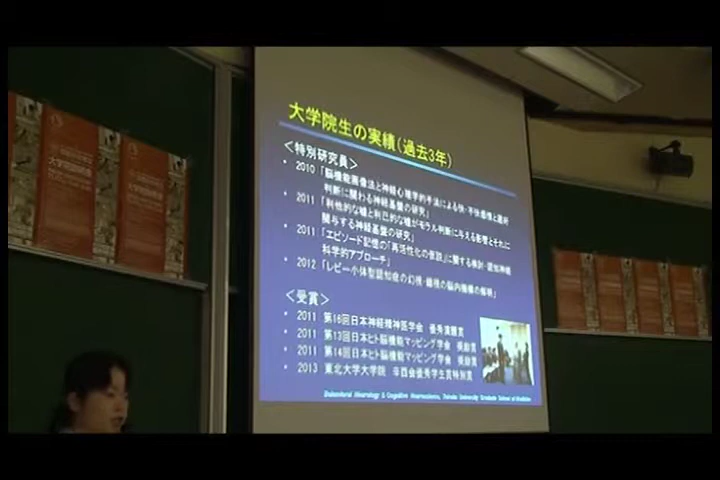 大学院生の実績(過去3年)
<特別研究員>
• 2010「脳機能画像法と神経心理学的手法による快・不快感情と選好
判断に関わる神経基盤の研究」
• 2011「利他的な嘘と利己的な嘘がモラル判断に与える影響とそれに
関与する神経基盤の研究」
• 2011「エピソード記憶の「再活性化の仮説」に関する検討-認知神経
科学的アプローチ」
• 2012「レビー小体型認知症の幻視・錯視の脳内機構の解明」
<受賞>
• 2011 第16回日本神経精神医学会 優秀演題賞
• 2011 第13回日本ヒト脳機能マッピング学会 奨励賞
• 2011 第14回日本ヒト脳機能マッピング学会 奨励賞
• 2013 東北大学大学院 辛酉会優秀学生賞特別賞
Behavioral Neurology & Cognitive Neuroscience, Tohoku University Graduate School of Medicine